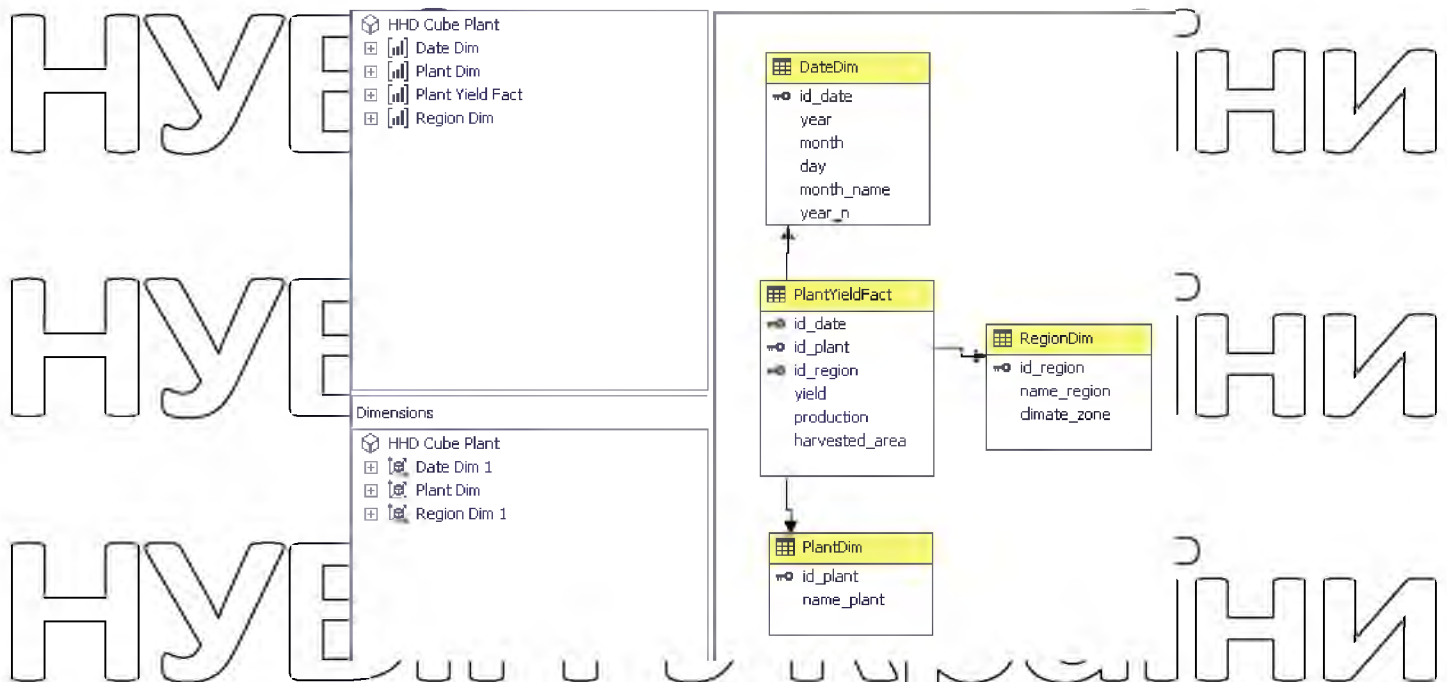 HHD Cube Plant
Date Dim
Plant Dim
Plant Yield Fact
Region Dim
Dimensions
HHD Cube Plant
Date Dim 1
Plant Dim
Region Dim 1
DateDim
id_date
year
month
day
month_name
year_n
PlantYieldFact
id_date
id_plant
id_region
yield
production
harvested_area
RegionDim
id_region
name_region
climate_zone
PlantDim
id_plant
name_plant